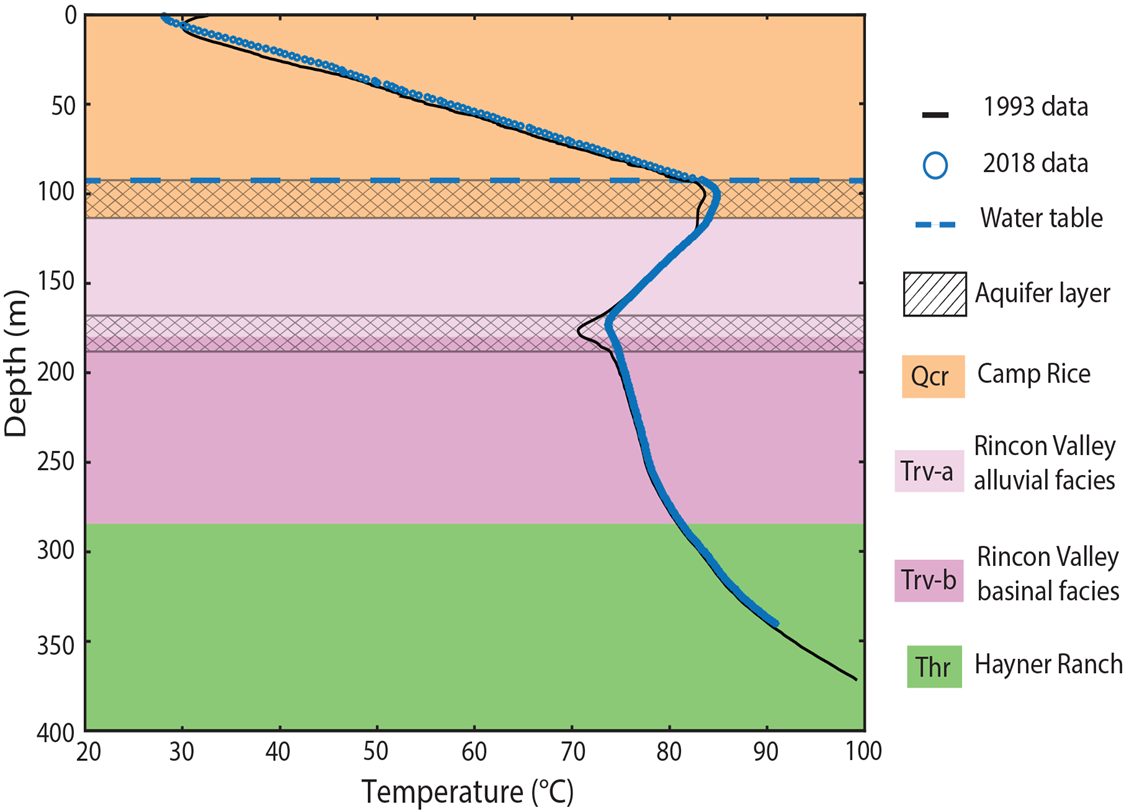 0
50
100
150
200
250
300
350
400
Depth (m)
20 30 40 50 60 70 80 90 100
Temperature (°C)
1993 data
2018 data
Water table
Aquifer layer
Qcr Camp Rice
Trv-a Rincon Valley
alluvial facies
Trv-b Rincon Valley
basinal facies
Thr Hayner Ranch